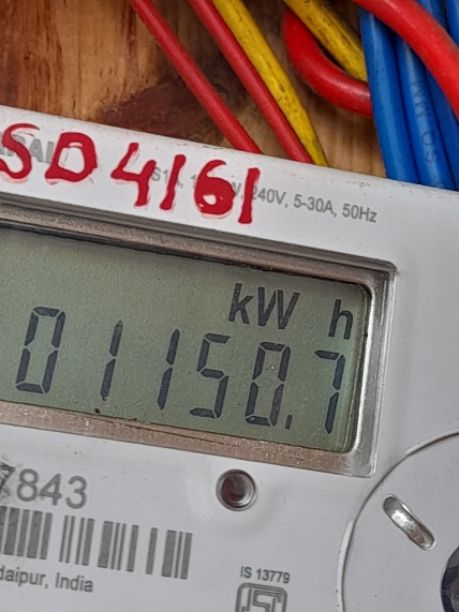 SD4161
240V, 5-30A, 50Hz
kW h
01150.7
7843
daipur, India
IS 13779